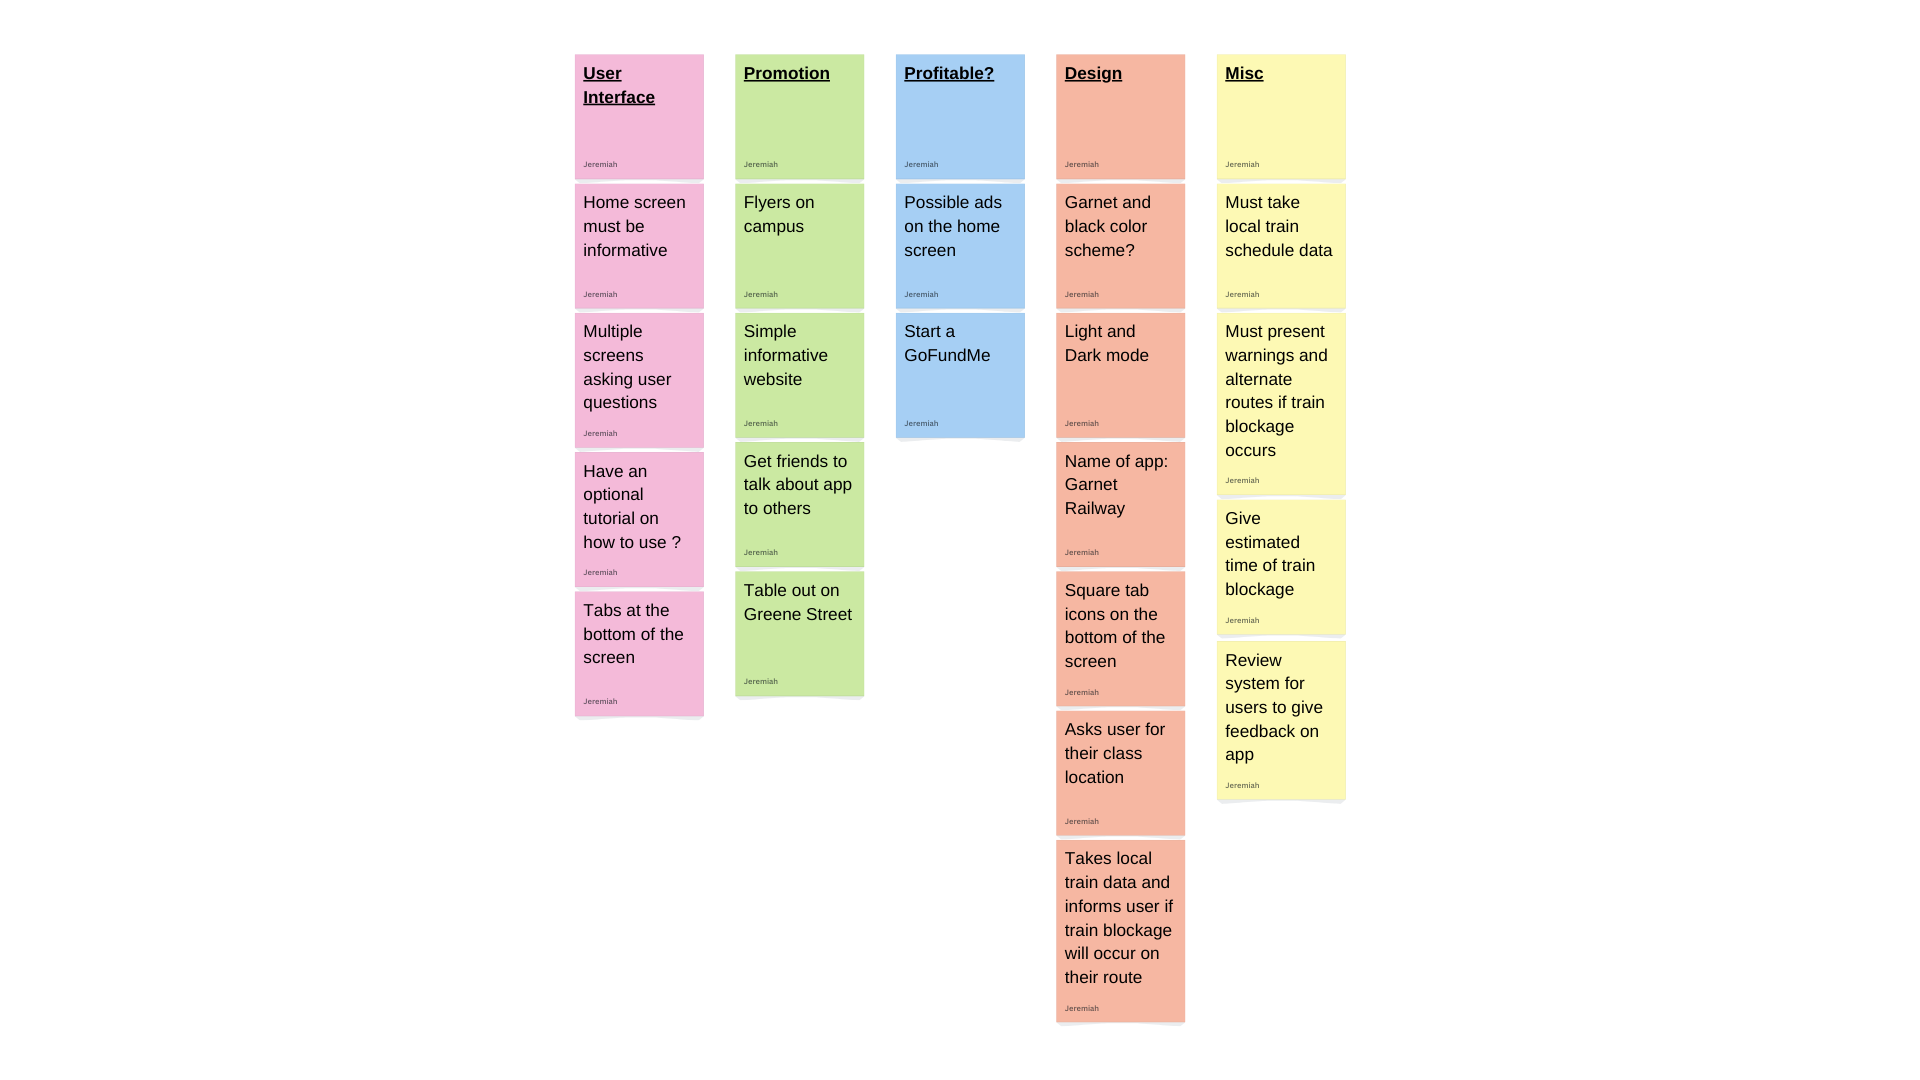 User
Interface
Jeremiah
Home screen
must be
informative
Jeremiah
Multiple
screens
asking user
questions
Jeremiah
Have an
optional
tutorial on
how to use ?
Jeremiah
Tabs at the
bottom of the
screen
Jeremiah
Promotion
Jeremiah
Flyers on
campus
Jeremiah
Simple
informative
website
Jeremiah
Get friends to
talk about app
to others
Jeremiah
Table out on
Greene Street
Jeremiah
Profitable?
Jeremiah
Possible ads
on the home
screen
Jeremiah
Start a
GoFundMe
Jeremiah
Design
Jeremiah
Garnet and
black color
scheme?
Jeremiah
Light and
Dark mode
Jeremiah
Name of app:
Garnet
Railway
Jeremiah
Square tab
icons on the
bottom of the
screen
Jeremiah
Asks user for
their class
location
Jeremiah
Takes local
train data and
informs user if
train blockage
will occur on
their route
Jeremiah
Misc
Jeremiah
Must take
local train
schedule data
Jeremiah
Must present
warnings and
alternate
routes if train
blockage
occurs
Jeremiah
Give
estimated
time of train
blockage
Jeremiah
Review
system for
users to give
feedback on
app
Jeremiah